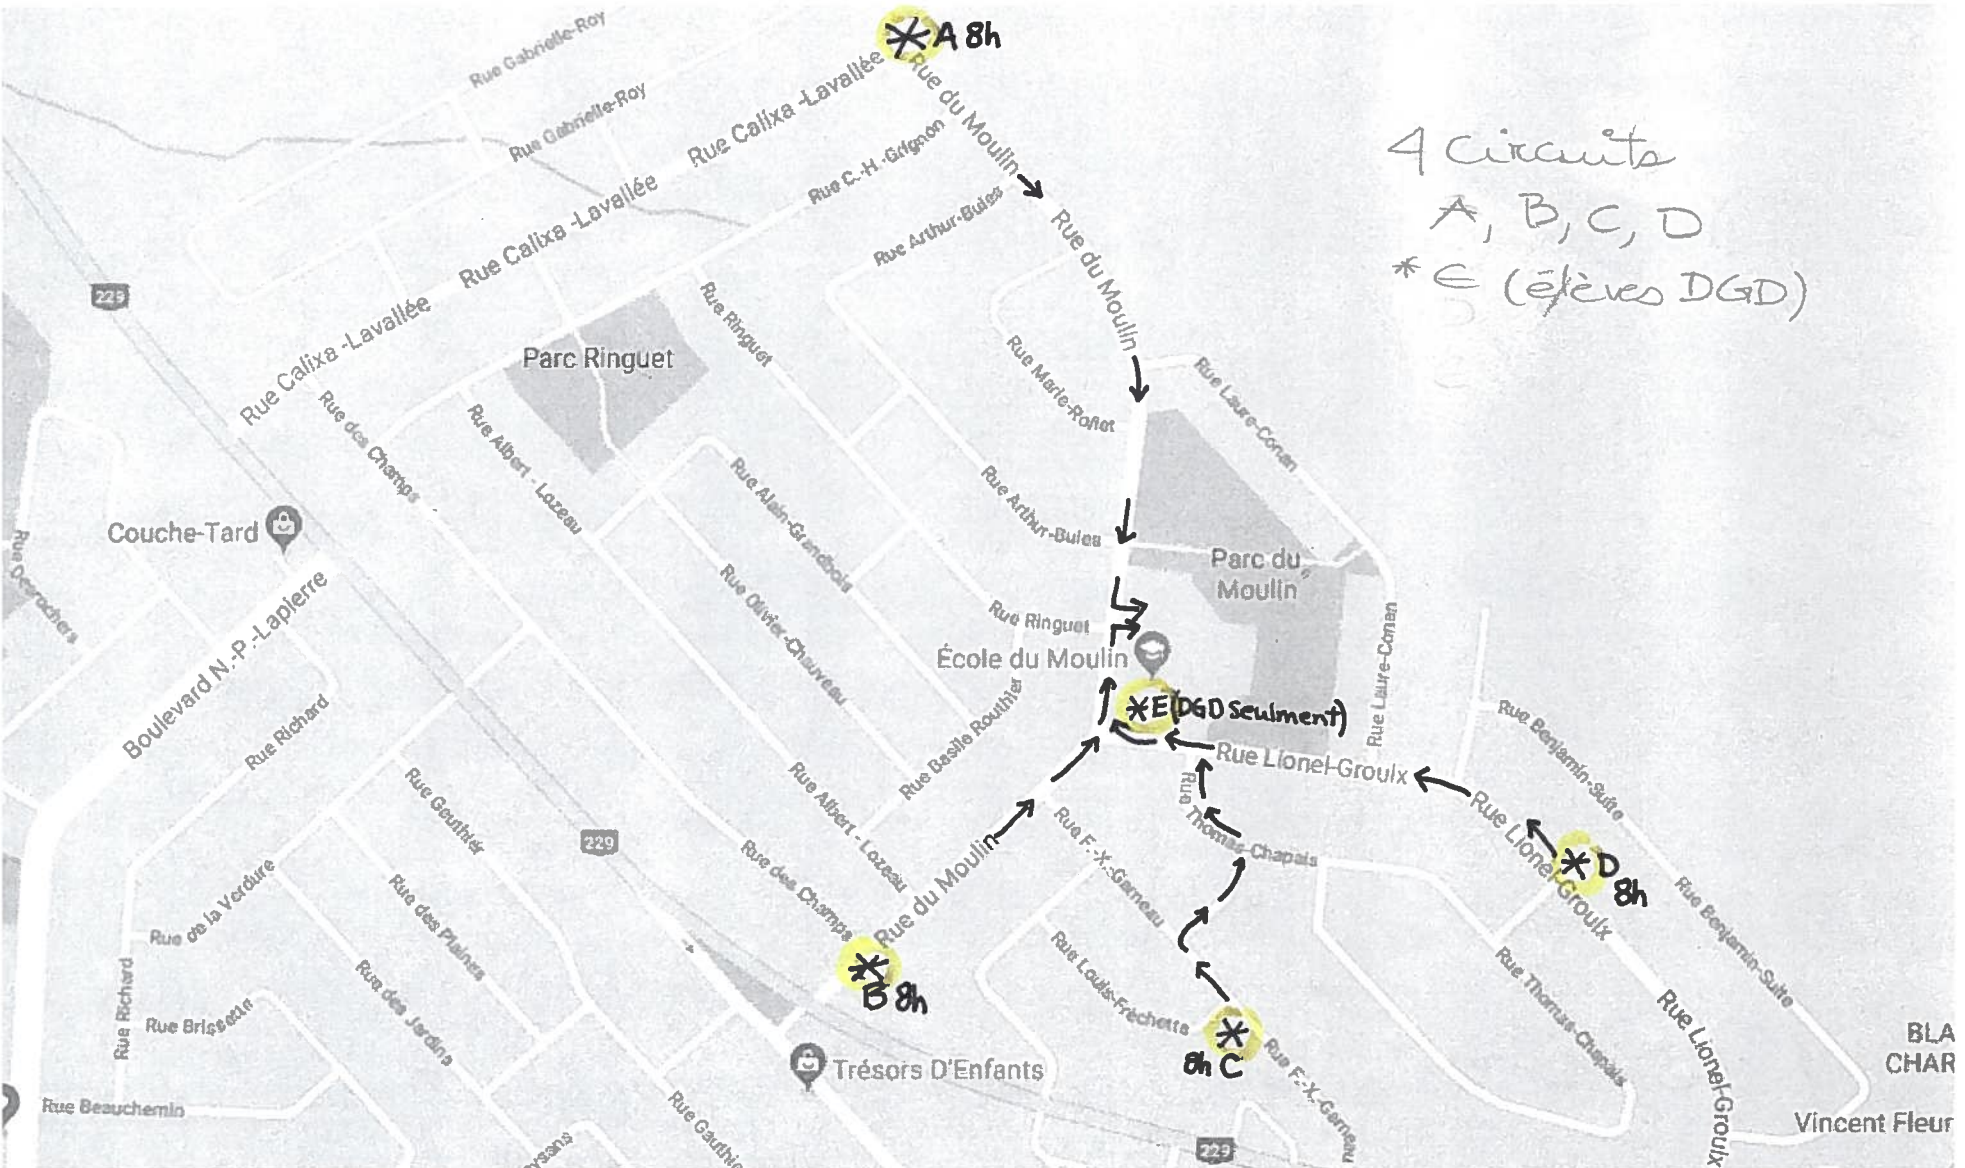 A 8h
Rue Gabrielle-Roy
Rue Gabrielle-Roy
Rue Calixa-Lavallée
Rue Calixa-Lavallée
Rue Calixa-Lavallée
Rue du Moulin
Rue C.-H.-Grignon
Rue Arthur-Buies
Rue du Moulin
4 circuits
A, B, C, D
* E (élèves DGD)
229
Parc Ringuet
Rue Ringuet
Rue Marie-Rollet
Rue Laure-Conan
Rue des Champs
Rue Albert-Lozeau
Rue Alain-Grandbois
Rue Arthur-Buies
Couche-Tard
Rue Desrochers
Parc du
Moulin
Rue Olivier-Chauveau
Rue Ringuet
École du Moulin
Rue Laure-Conan
Boulevard N.-P.-Lapierre
Rue Richard
Rue Basile Routhier
*E (DGD Seulment)
Rue Lionel-Groulx
Rue Benjamin-Sulte
Rue Gouthier
Rue Albert-Lozeau
Rue
Thomas-Chapais
Rue Lionel-Groulx
229
Rue du Moulin
Rue F.-X.-Garneau
D
8h
Rue de la Verdure
Rue des Plaines
Rue des Champs
Rue Benjamin-Sulte
B 8h
Rue Louis-Fréchette
Rue Thomas-Chapais
Rue Lionel-Groulx
Rue Richard
Rue Brissette
Rue des Jardins
8h C
Rue F.-X.-Garneau
BLA
CHAR
Trésors D'Enfants
Rue Beauchemin
Rue Gauthie
Vincent Fleur
yssans
229